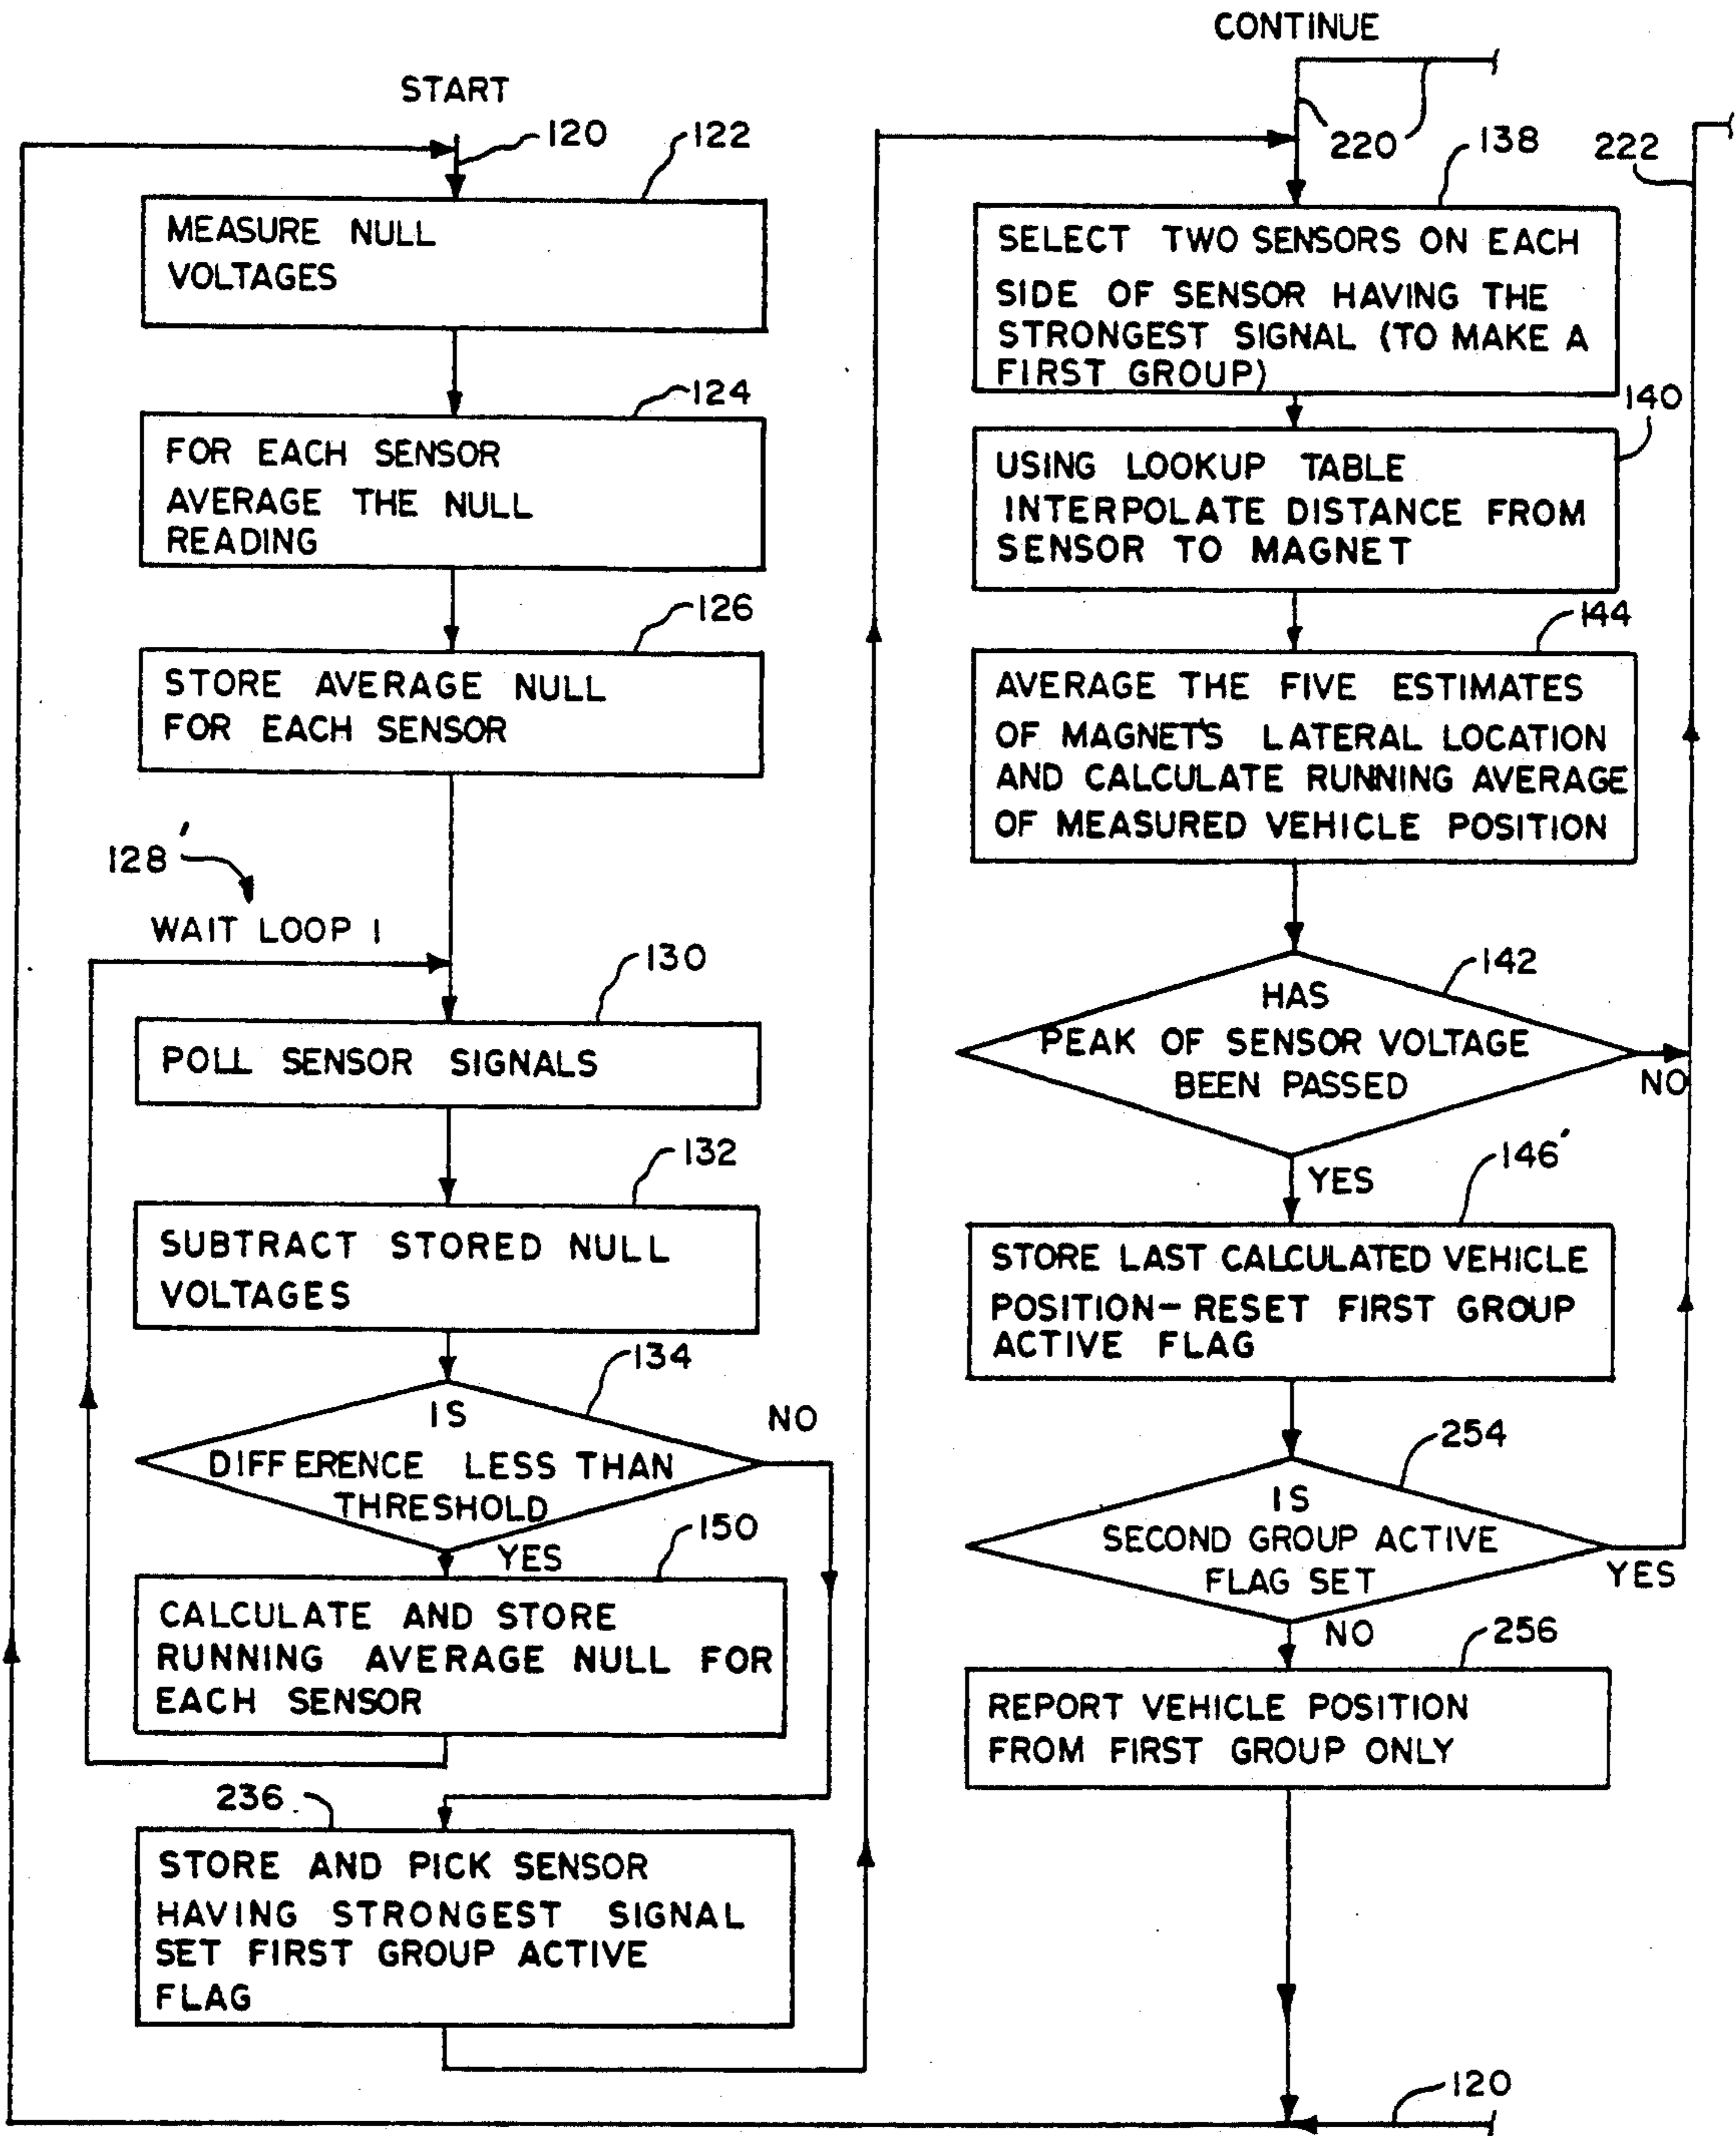 START
120
122
MEASURE NULL
VOLTAGES
124
FOR EACH SENSOR
AVERAGE THE NULL
READING
126
STORE AVERAGE NULL
FOR EACH SENSOR
128'
WAIT LOOP 1
130
POLL SENSOR SIGNALS
132
SUBTRACT STORED NULL
VOLTAGES
134
IS
DIFFERENCE LESS THAN
THRESHOLD
NO
YES
150
CALCULATE AND STORE
RUNNING AVERAGE NULL FOR
EACH SENSOR
236
STORE AND PICK SENSOR
HAVING STRONGEST SIGNAL
SET FIRST GROUP ACTIVE
FLAG
CONTINUE
220
138
222
SELECT TWO SENSORS ON EACH
SIDE OF SENSOR HAVING THE
STRONGEST SIGNAL (TO MAKE A
FIRST GROUP)
140
USING LOOKUP TABLE
INTERPOLATE DISTANCE FROM
SENSOR TO MAGNET
144
AVERAGE THE FIVE ESTIMATES
OF MAGNET'S LATERAL LOCATION
AND CALCULATE RUNNING AVERAGE
OF MEASURED VEHICLE POSITION
142
HAS
PEAK OF SENSOR VOLTAGE
BEEN PASSED
NO
YES
146'
STORE LAST CALCULATED VEHICLE
POSITION-RESET FIRST GROUP
ACTIVE FLAG
254
IS
SECOND GROUP ACTIVE
FLAG SET
YES
NO
256
REPORT VEHICLE POSITION
FROM FIRST GROUP ONLY
120